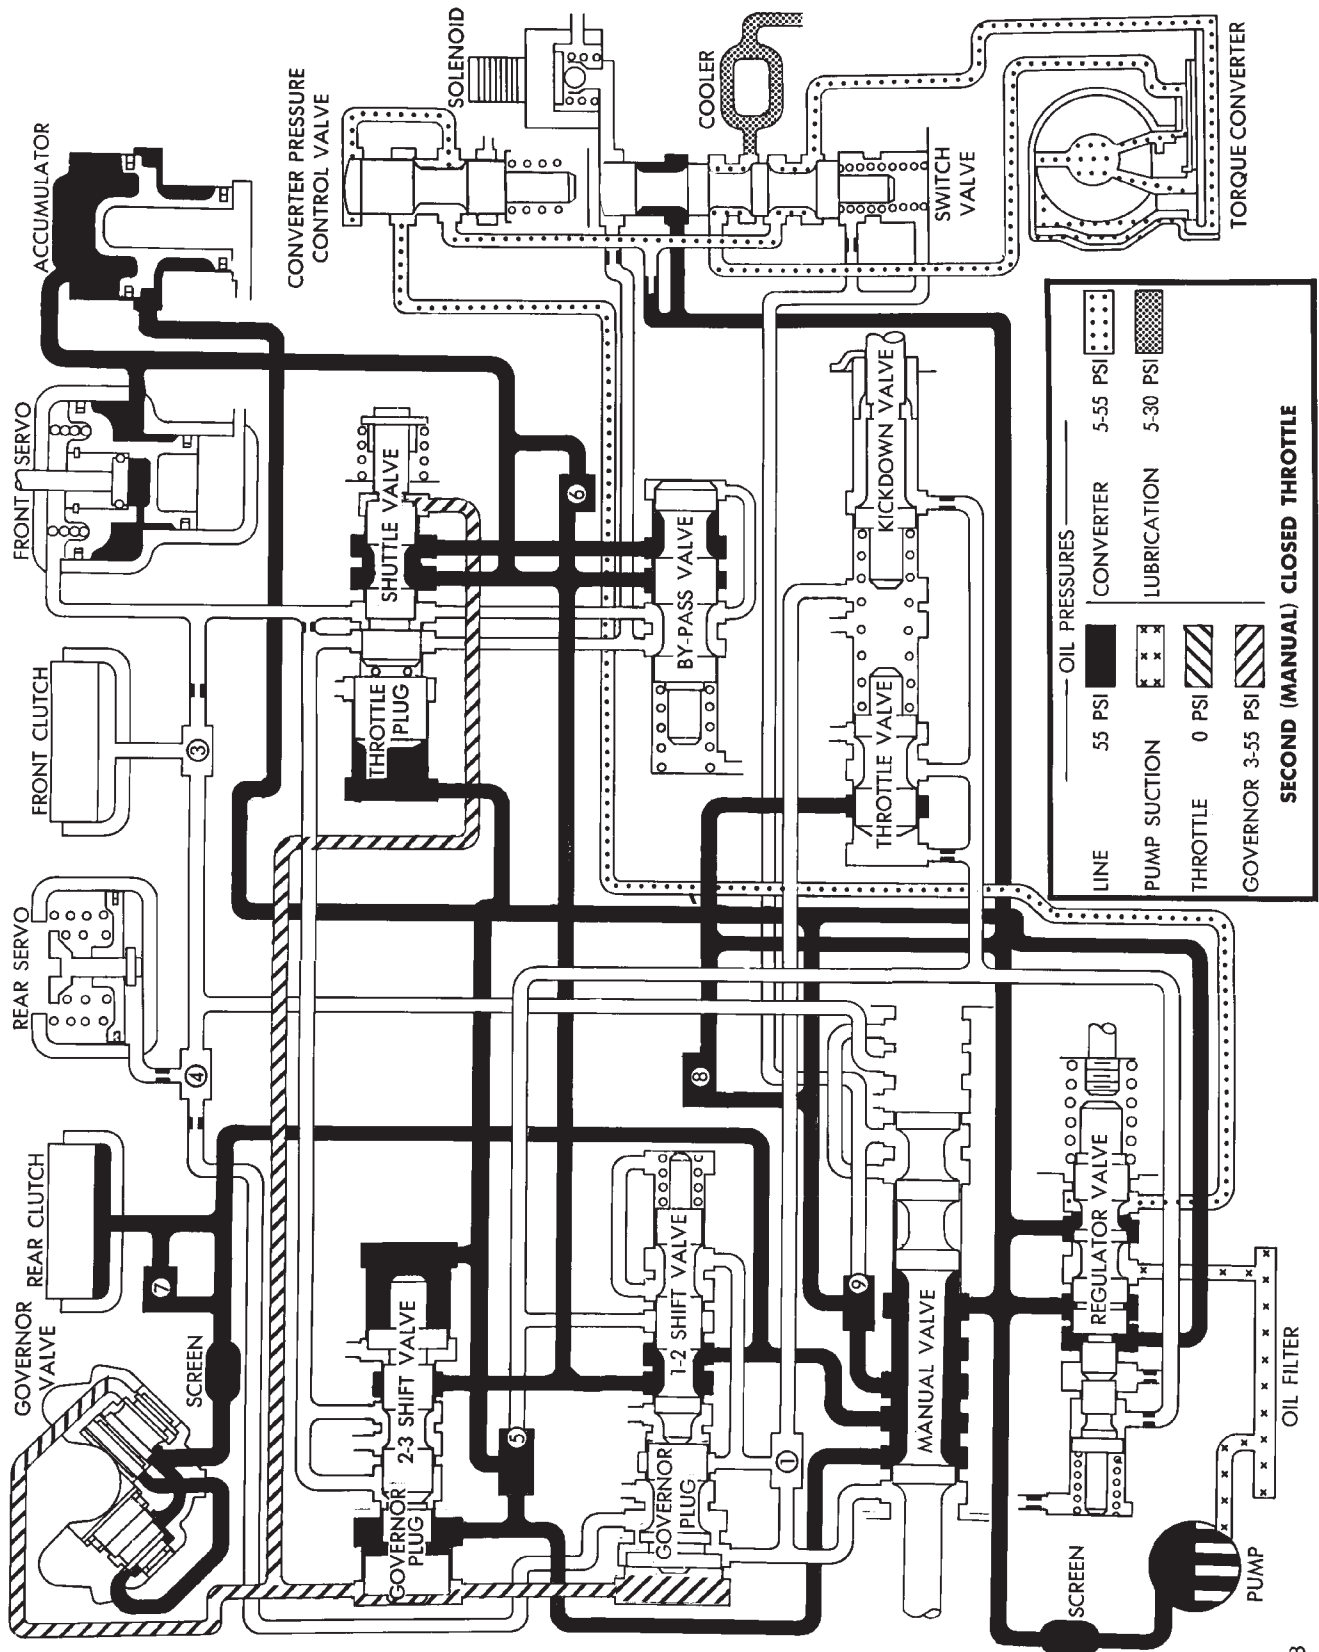 GOVERNOR
VALVE
REAR CLUTCH
REAR SERVO
FRONT CLUTCH
FRONT SERVO
ACCUMULATOR
7
SCREEN
4
3
CONVERTER PRESSURE
CONTROL VALVE
SOLENOID
GOVERNOR
PLUG
2-3 SHIFT VALVE
THROTTLE
PLUG
SHUTTLE VALVE
5
6
GOVERNOR
PLUG
1-2 SHIFT VALVE
8
BY-PASS VALVE
COOLER
1
9
MANUAL VALVE
THROTTLE VALVE
KICKDOWN VALVE
SWITCH
VALVE
SCREEN
REGULATOR VALVE
PUMP
OIL FILTER
TORQUE CONVERTER
OIL PRESSURES
LINE 55 PSI
CONVERTER 5-55 PSI
PUMP SUCTION
LUBRICATION 5-30 PSI
THROTTLE 0 PSI
GOVERNOR 3-55 PSI
SECOND (MANUAL) CLOSED THROTTLE